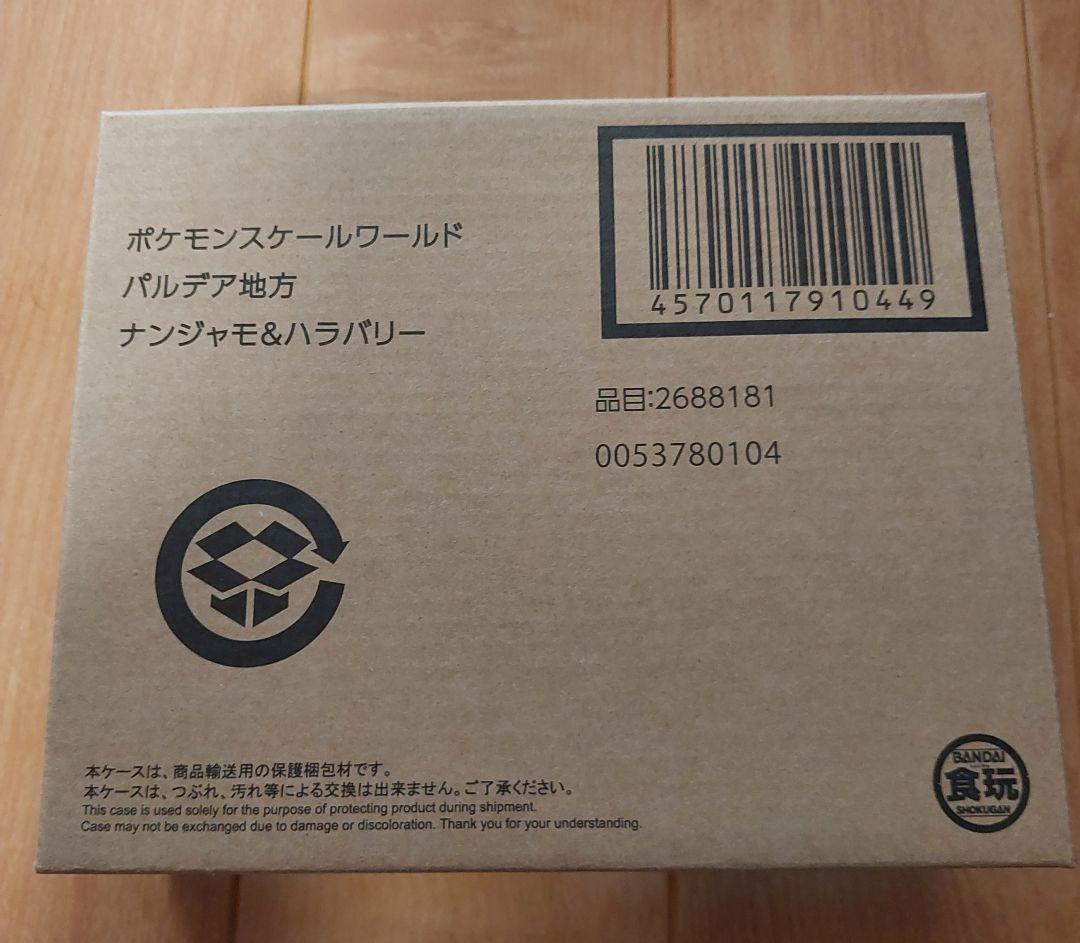 ポケモンスケールワールド
パルデア地方
ナンジャモ&ハラバリー
4570117910449
品目:2688181
0053780104
本ケースは、商品輸送用の保護梱包材です。
本ケースは、つぶれ、汚れ等による交換は出来ません。ご了承ください。
This case is used solely for the purpose of protecting product during shipment.
Case may not be exchanged due to damage or discoloration. Thank you for your understanding.
BANDAI
食玩
SHOKUGAN